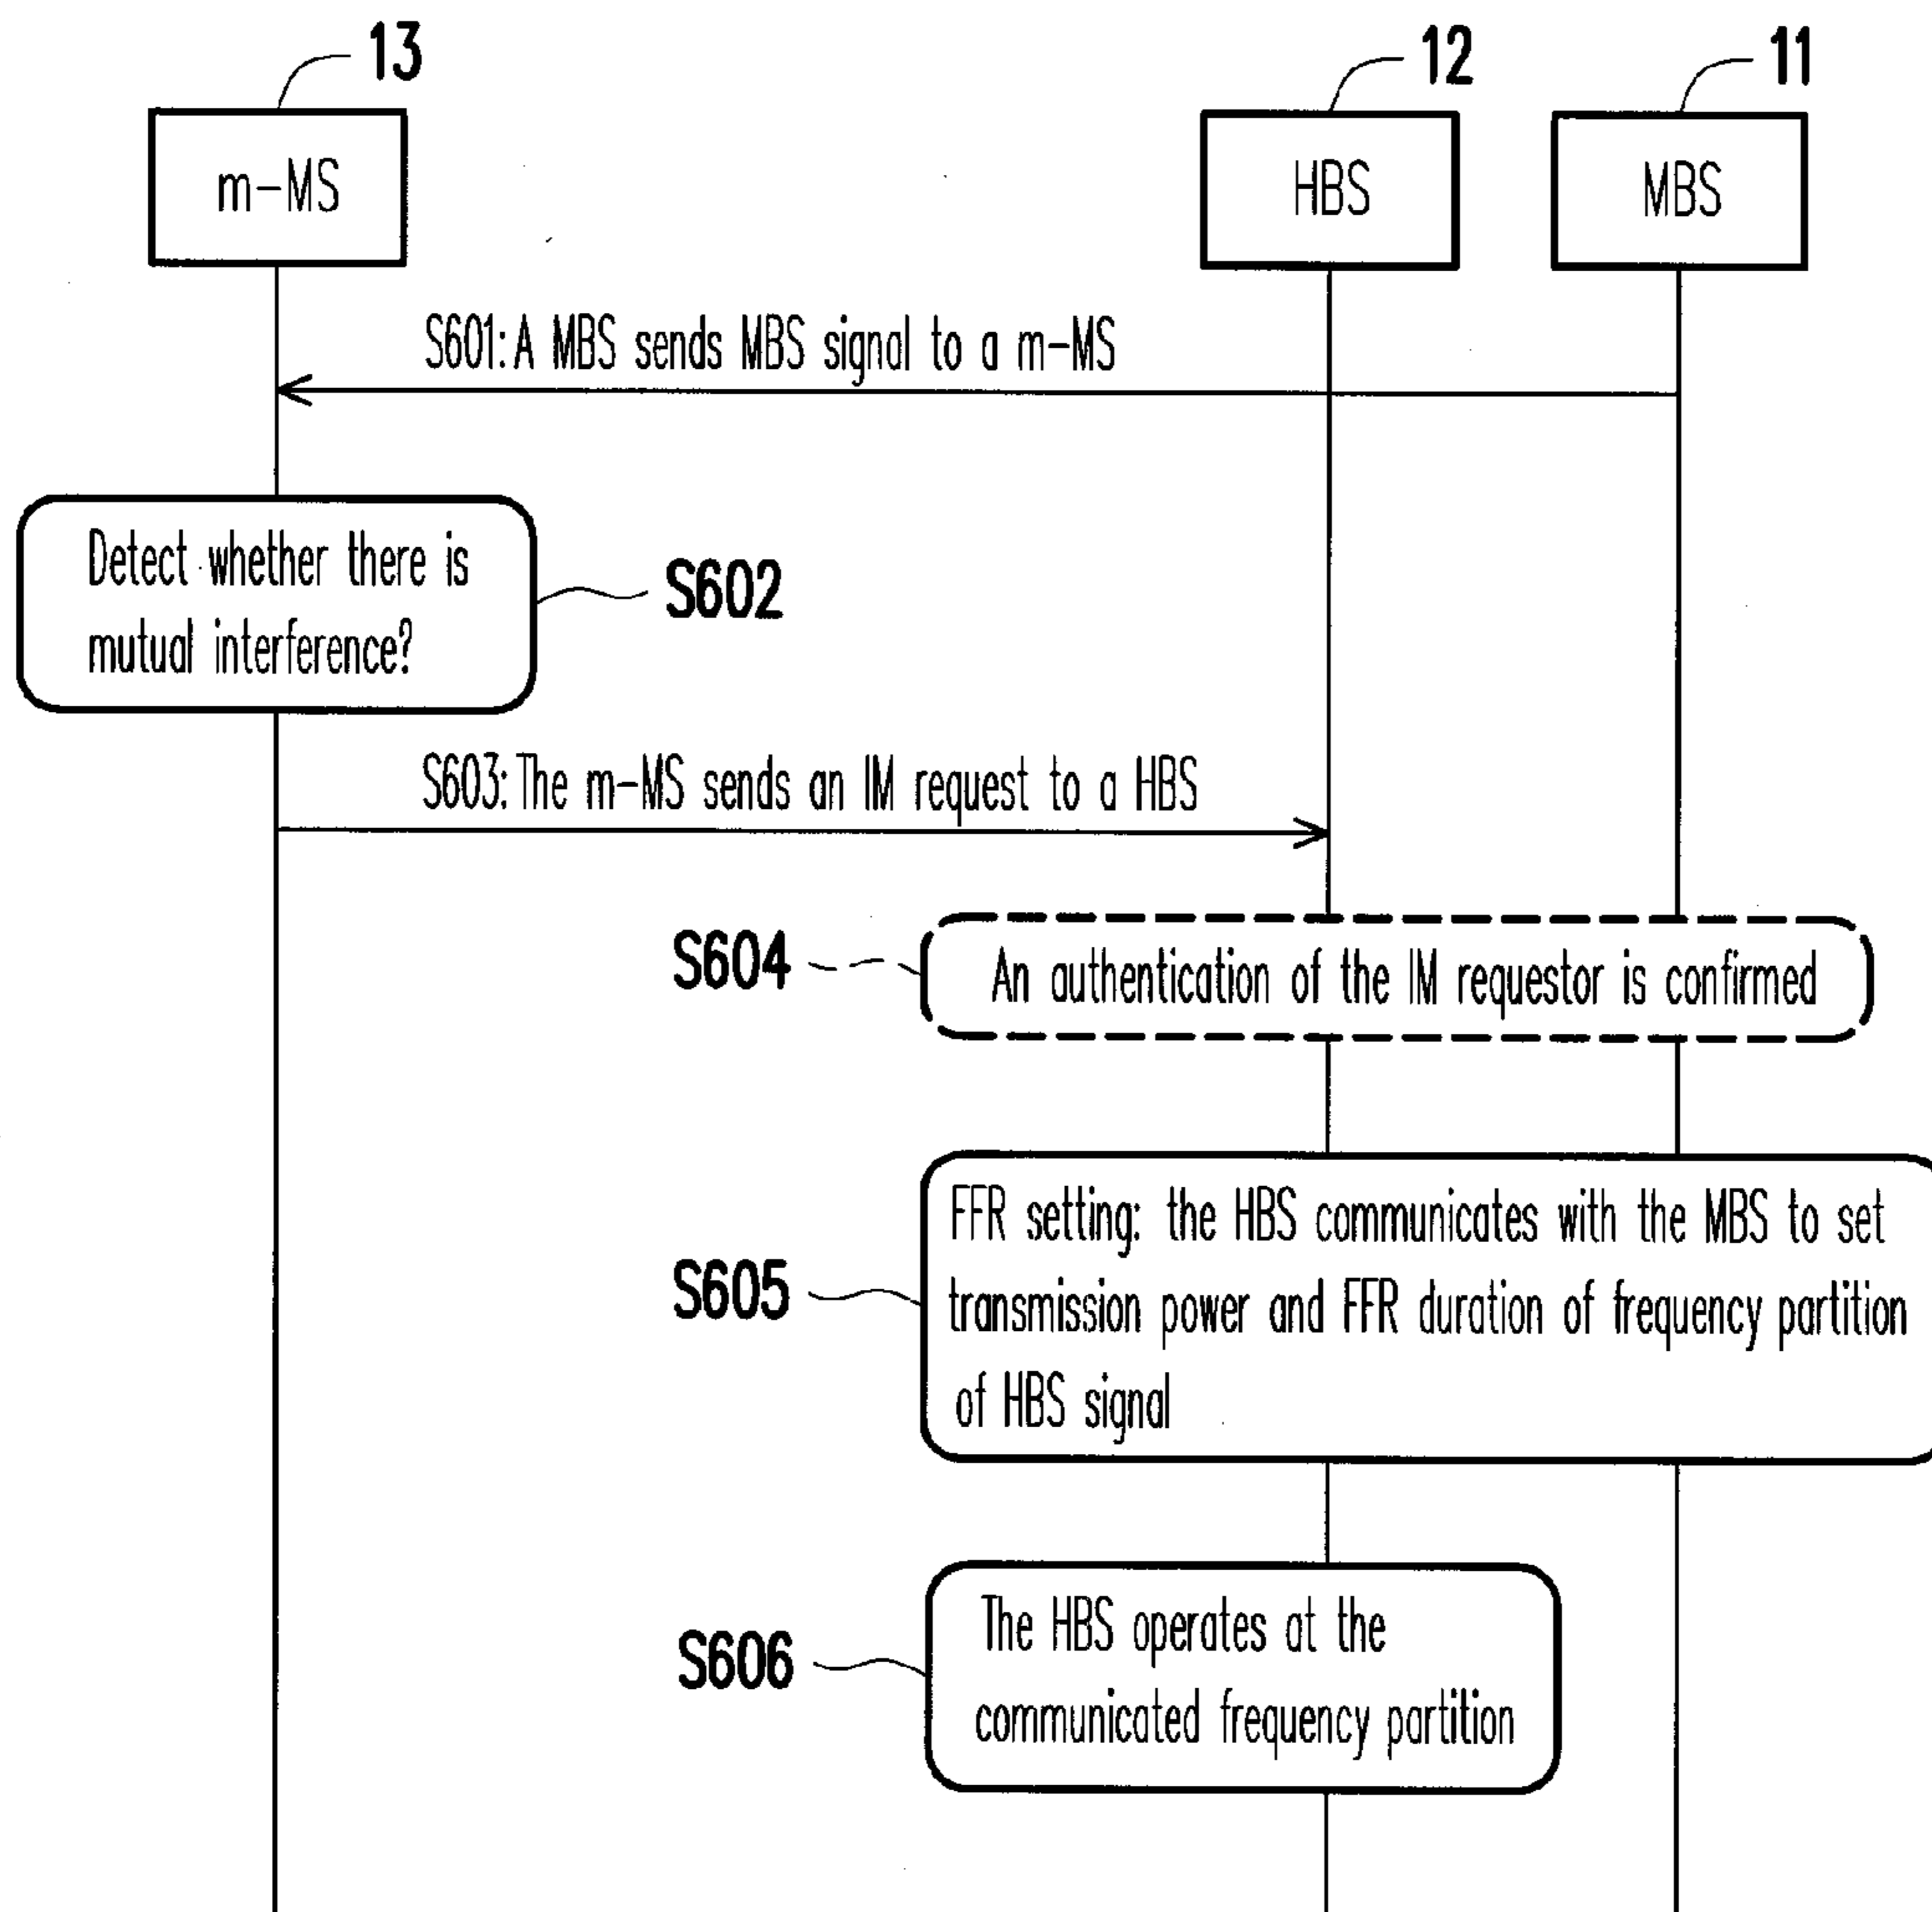 13
12
11
m-MS
HBS
MBS
S601: A MBS sends MBS signal to a m-MS
Detect whether there is
mutual interference?
S602
S603: The m-MS sends an IM request to a HBS
S604
An authentication of the IM requestor is confirmed
S605
FFR setting: the HBS communicates with the MBS to set
transmission power and FFR duration of frequency partition
of HBS signal
S606
The HBS operates at the
communicated frequency partition